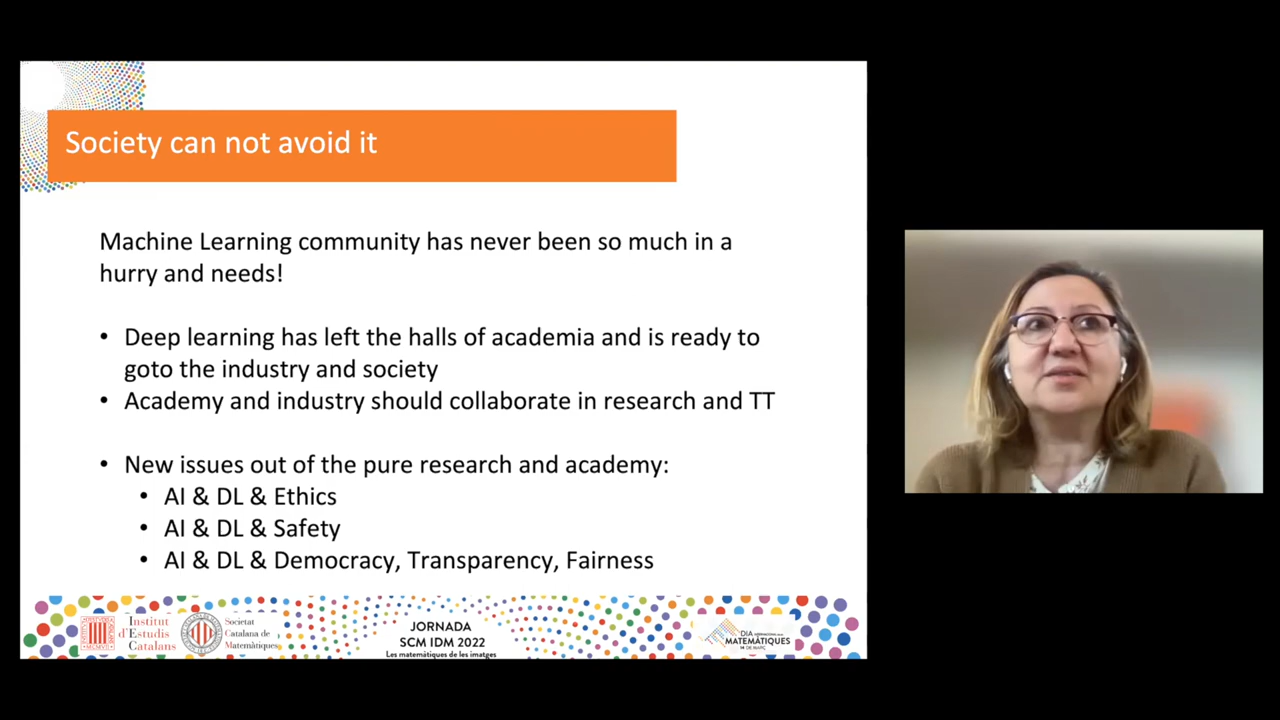 Society can not avoid it
Machine Learning community has never been so much in a
hurry and needs!
• Deep learning has left the halls of academia and is ready to
goto the industry and society
• Academy and industry should collaborate in research and TT
• New issues out of the pure research and academy:
• AI & DL & Ethics
• AI & DL & Safety
• AI & DL & Democracy, Transparency, Fairness
Institut
d'Estudis
Catalans
Societat
Catalana de
Matemàtiques
JORNADA
SCM IDM 2022
Les matemàtiques de les imatges
DIA
MATEMÀTIQUES
14 DE MARÇ